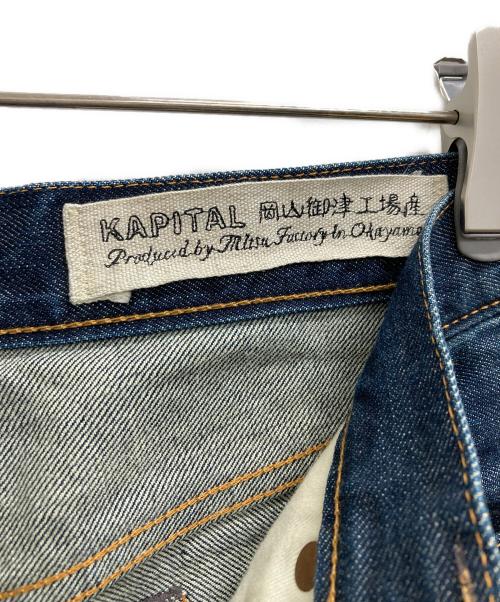 KAPITAL 岡山御津工場産
Produced by Mitsu Factory In Okayama